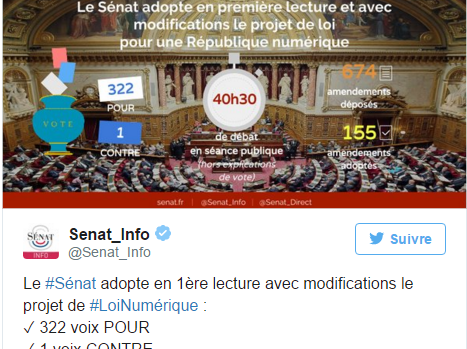 Le Sénat adopte en première lecture et avec
modifications le projet de loi
pour une République numérique
322
POUR
VOTE
1
CONTRE
40h30
de débat
en séance publique
(hors explications
de vote)
674
amendements
déposés
155
amendements
adoptés
senat.fr | @Senat_Info | @Senat_Direct
SÉNAT
INFO
Senat_Info
@Senat_Info
Suivre
Le #Sénat adopte en 1ère lecture avec modifications le
projet de #LoiNumérique :
✓ 322 voix POUR
✓ 1 voix CONTRE